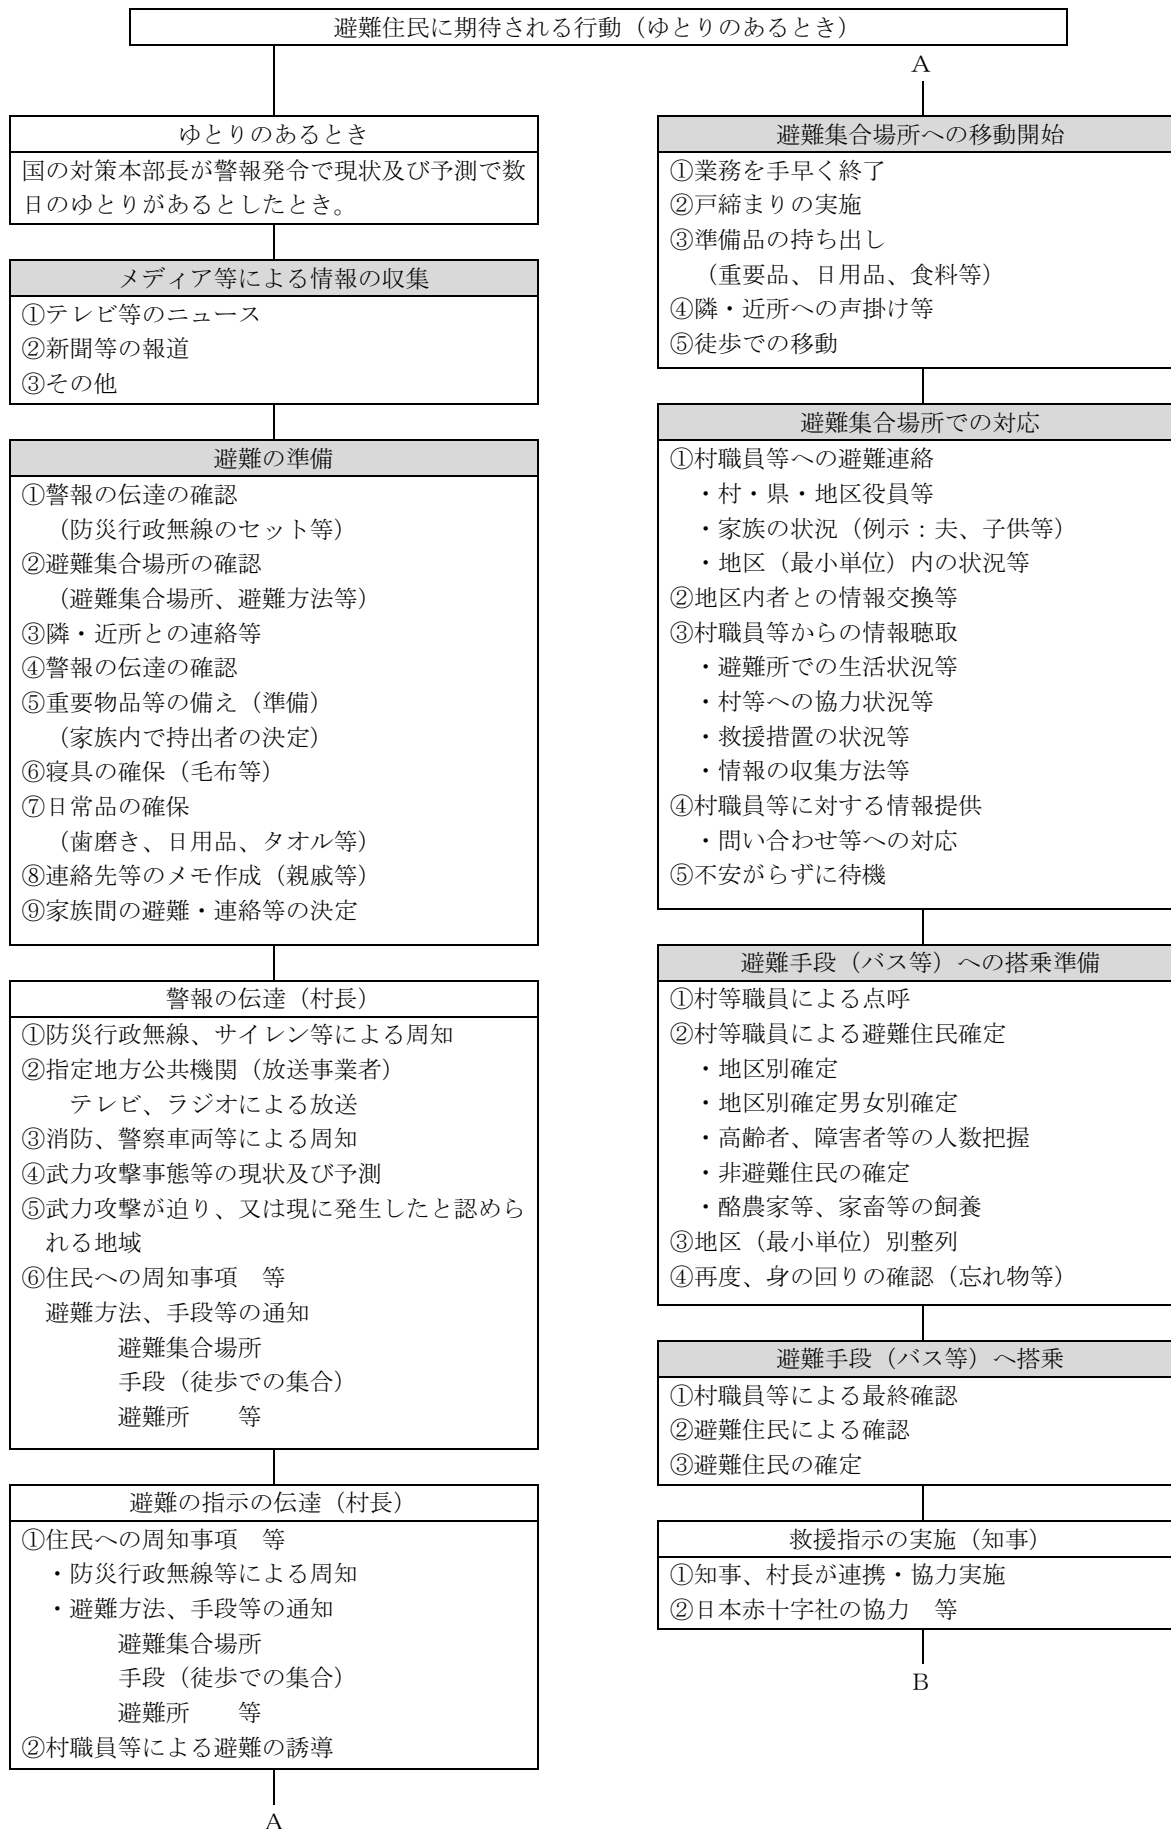 避難住民に期待される行動（ゆとりのあるとき）
ゆとりのあるとき
国の対策本部長が警報発令で現状及び予測で数
日のゆとりがあるとしたとき。
メディア等による情報の収集
①テレビ等のニュース
②新聞等の報道
③その他
避難の準備
①警報の伝達の確認
（防災行政無線のセット等）
②避難集合場所の確認
（避難集合場所、避難方法等）
③隣・近所との連絡等
④警報の伝達の確認
⑤重要物品等の備え（準備）
（家族内で持出者の決定）
⑥寝具の確保（毛布等）
⑦日常品の確保
（歯磨き、日用品、タオル等）
⑧連絡先等のメモ作成（親戚等）
⑨家族間の避難・連絡等の決定
警報の伝達（村長）
①防災行政無線、サイレン等による周知
②指定地方公共機関（放送事業者）
テレビ、ラジオによる放送
③消防、警察車両等による周知
④武力攻撃事態等の現状及び予測
⑤武力攻撃が迫り、又は現に発生したと認めら
れる地域
⑥住民への周知事項　等
避難方法、手段等の通知
避難集合場所
手段（徒歩での集合）
避難所　　等
避難の指示の伝達（村長）
①住民への周知事項　等
・防災行政無線等による周知
・避難方法、手段等の通知
避難集合場所
手段（徒歩での集合）
避難所　　等
②村職員等による避難の誘導
A
A
避難集合場所への移動開始
①業務を手早く終了
②戸締まりの実施
③準備品の持ち出し
（重要品、日用品、食料等）
④隣・近所への声掛け等
⑤徒歩での移動
避難集合場所での対応
①村職員等への避難連絡
・村・県・地区役員等
・家族の状況（例示：夫、子供等）
・地区（最小単位）内の状況等
②地区内者との情報交換等
③村職員等からの情報聴取
・避難所での生活状況等
・村等への協力状況等
・救援措置の状況等
・情報の収集方法等
④村職員等に対する情報提供
・問い合わせ等への対応
⑤不安がらずに待機
避難手段（バス等）への搭乗準備
①村等職員による点呼
②村等職員による避難住民確定
・地区別確定
・地区別確定男女別確定
・高齢者、障害者等の人数把握
・非避難住民の確定
・酪農家等、家畜等の飼養
③地区（最小単位）別整列
④再度、身の回りの確認（忘れ物等）
避難手段（バス等）へ搭乗
①村職員等による最終確認
②避難住民による確認
③避難住民の確定
救援指示の実施（知事）
①知事、村長が連携・協力実施
②日本赤十字社の協力　等
B